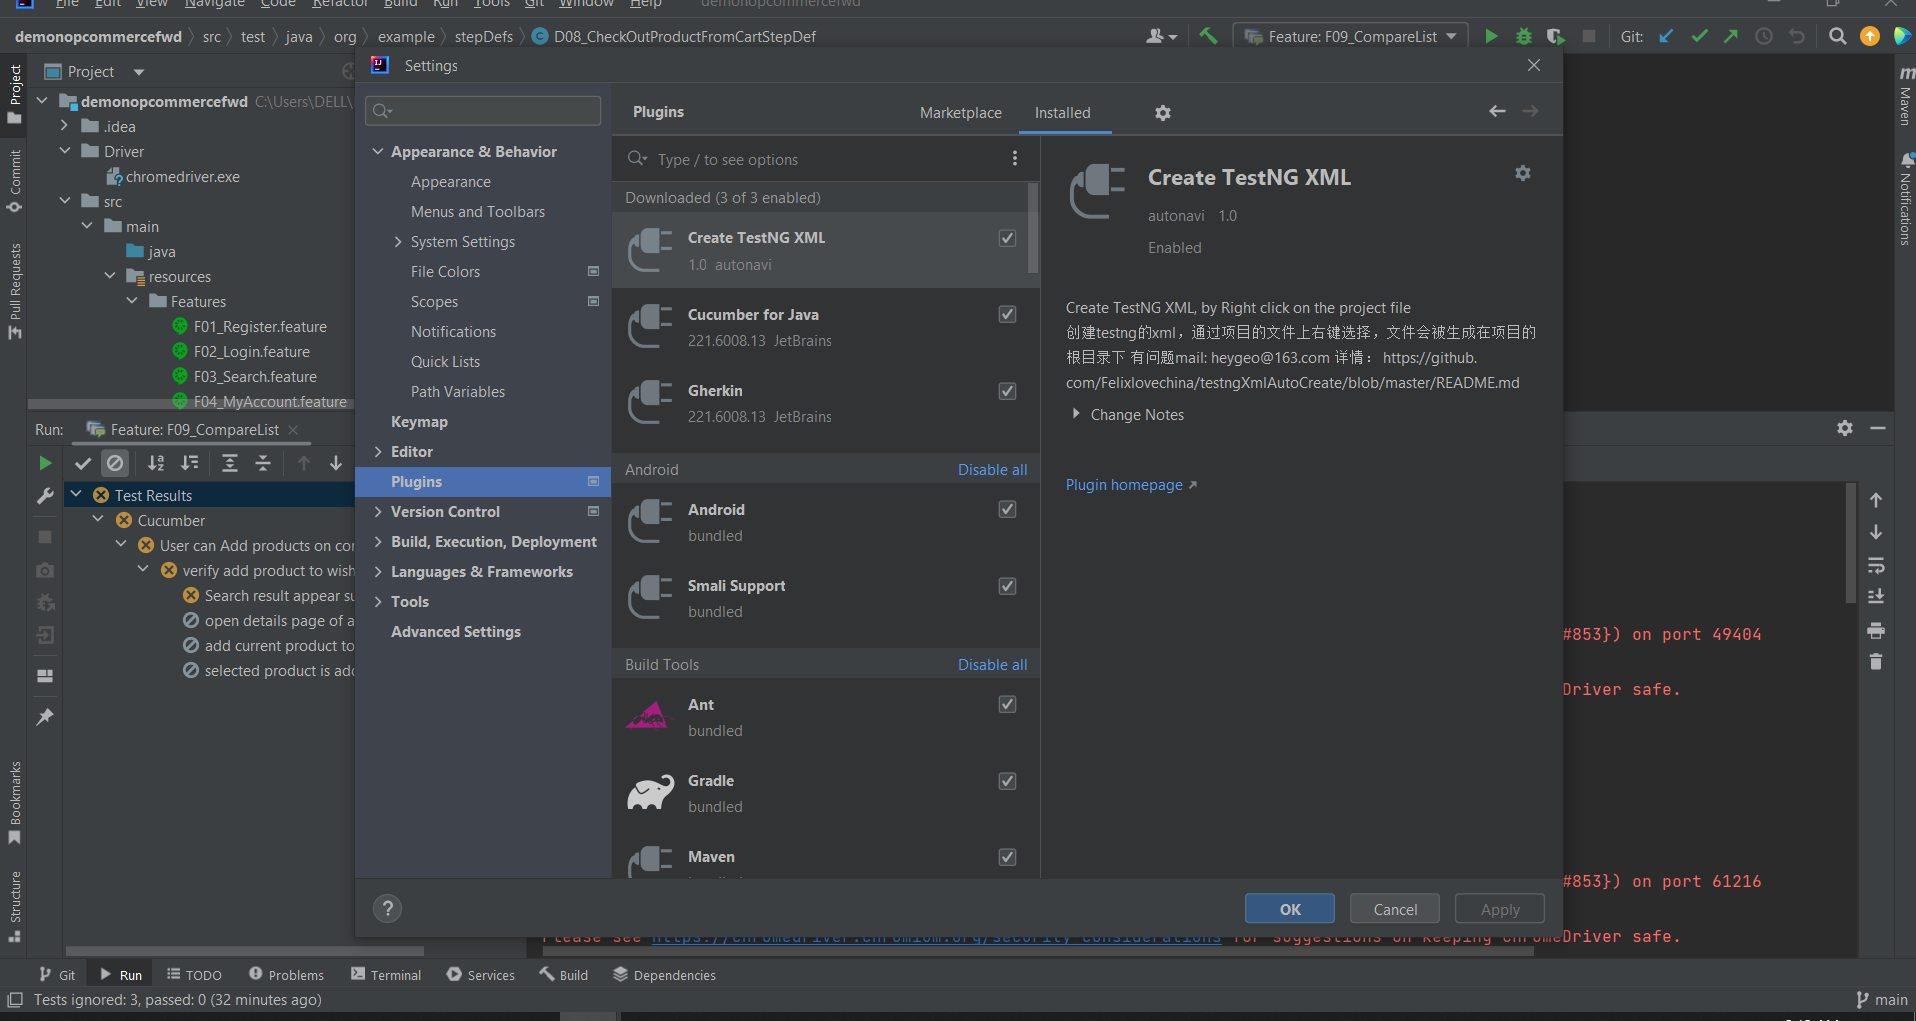 File Edit View Navigate Code Refactor Build Run Tools Git Window Help demonopcommercefwd
demonopcommercefwd src test java org example stepDefs D08_CheckOutProductFromCartStepDef
Feature: F09_CompareList
Git:
Project
Settings
demonopcommercefwd C:\Users\DELL\
.idea
Driver
chromedriver.exe
src
main
java
resources
Features
F01_Register.feature
F02_Login.feature
F03_Search.feature
F04_MyAccount.feature
Project
Commit
Pull Requests
Bookmarks
Structure
Maven
Notifications
Appearance & Behavior
Appearance
Menus and Toolbars
System Settings
File Colors
Scopes
Notifications
Quick Lists
Path Variables
Keymap
Editor
Plugins
Version Control
Build, Execution, Deployment
Languages & Frameworks
Tools
Advanced Settings
Plugins
Marketplace
Installed
Type / to see options
Downloaded (3 of 3 enabled)
Create TestNG XML
1.0 autonavi
Cucumber for Java
221.6008.13 JetBrains
Gherkin
221.6008.13 JetBrains
Android Disable all
Android
bundled
Smali Support
bundled
Build Tools Disable all
Ant
bundled
Gradle
bundled
Maven
Create TestNG XML
autonavi 1.0
Enabled
Create TestNG XML, by Right click on the project file
创建testng的xml，通过项目的文件上右键选择，文件会被生成在项目的
根目录下 有问题mail: heygeo@163.com 详情： https://github.
com/Felixlovechina/testngXmlAutoCreate/blob/master/README.md
Change Notes
Plugin homepage
OK
Cancel
Apply
?
Run: Feature: F09_CompareList
Test Results
Cucumber
User can Add products on co
verify add product to wish
Search result appear su
open details page of a
add current product to
selected product is add
#853}) on port 49404
Driver safe.
#853}) on port 61216
Please see https://chromedriver.chromium.org/security-considerations for suggestions on keeping ChromeDriver safe.
Git Run TODO Problems Terminal Services Build Dependencies
Tests ignored: 3, passed: 0 (32 minutes ago)
main